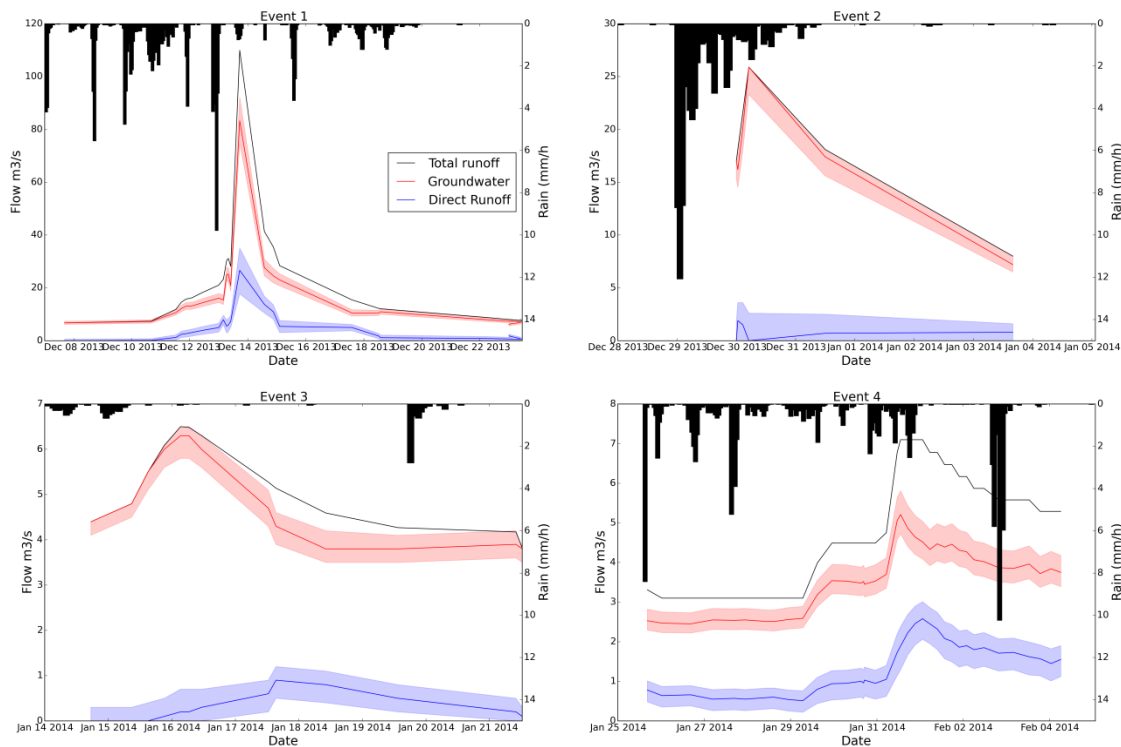 Event 1
120
100
80
60
40
20
0
Flow m3/s
0
2
4
6
8
10
12
14
Rain (mm/h)
Total runoff
Groundwater
Direct Runoff
Dec 08 2013 Dec 10 2013 Dec 12 2013 Dec 14 2013 Dec 16 2013 Dec 18 2013 Dec 20 2013 Dec 22 2013
Date
Event 2
30
25
20
15
10
5
0
Flow m3/s
0
2
4
6
8
10
12
14
Rain (mm/h)
Dec 28 2013 Dec 29 2013 Dec 30 2013 Dec 31 2013 Jan 01 2014 Jan 02 2014 Jan 03 2014 Jan 04 2014 Jan 05 2014
Date
Event 3
7
6
5
4
3
2
1
0
Flow m3/s
0
2
4
6
8
10
12
14
Rain (mm/h)
Jan 14 2014 Jan 15 2014 Jan 16 2014 Jan 17 2014 Jan 18 2014 Jan 19 2014 Jan 20 2014 Jan 21 2014
Date
Event 4
8
7
6
5
4
3
2
1
0
Flow m3/s
0
2
4
6
8
10
12
14
Rain (mm/h)
Jan 25 2014 Jan 27 2014 Jan 29 2014 Jan 31 2014 Feb 02 2014 Feb 04 2014
Date